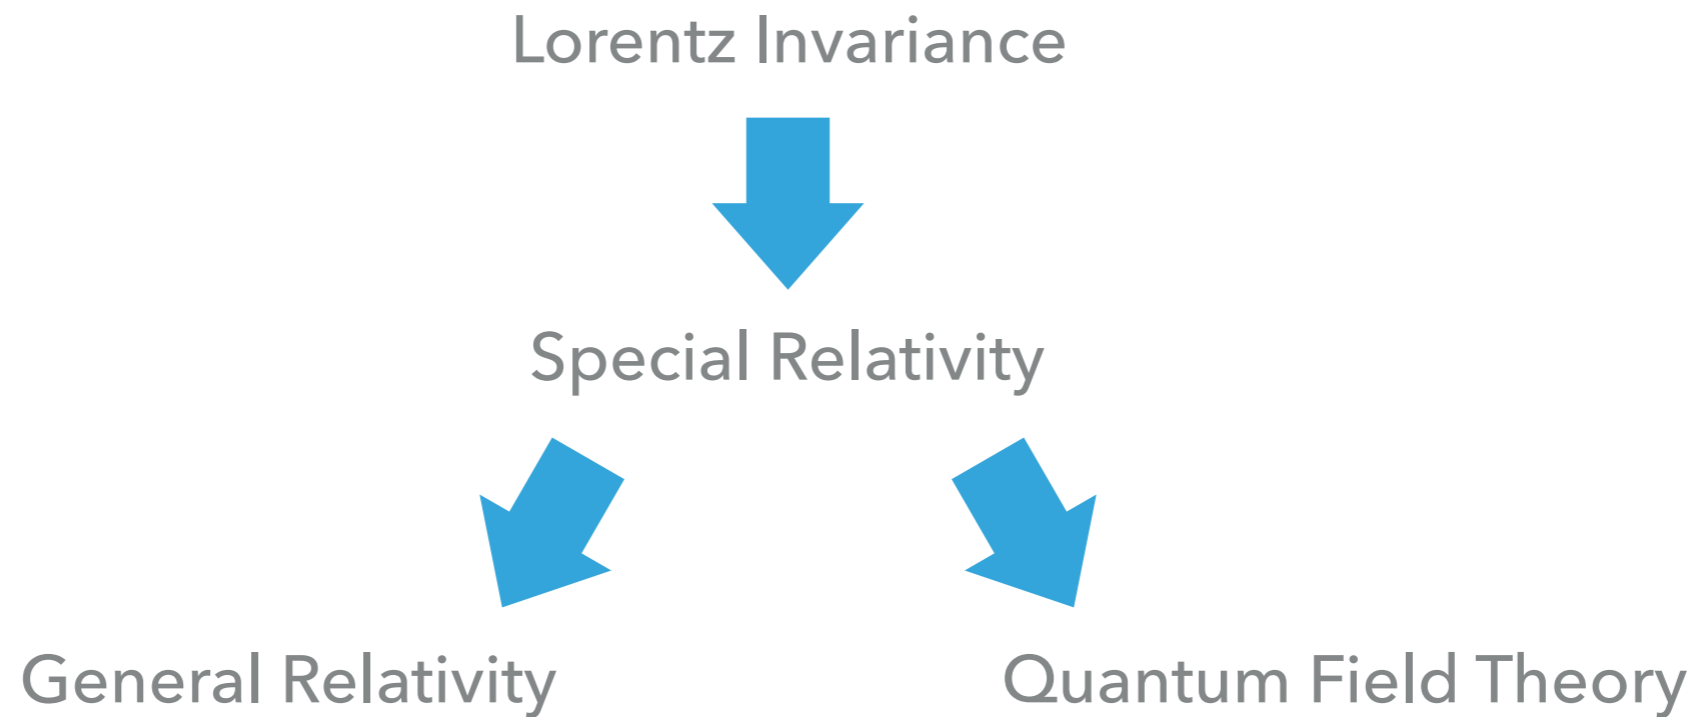 Lorentz Invariance
Special Relativity
General Relativity
Quantum Field Theory